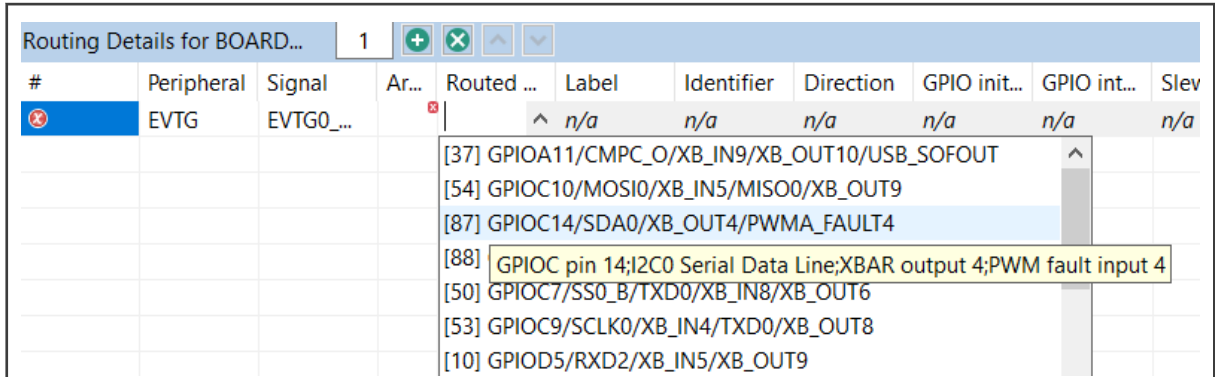 Routing Details for BOARD... 1
# Peripheral Signal Ar... Routed ... Label Identifier Direction GPIO init... GPIO int... Slew
EVTG EVTG0_... n/a n/a n/a n/a n/a n/a
[37] GPIOA11/CMPC_O/XB_IN9/XB_OUT10/USB_SOFOUT
[54] GPIOC10/MOSI0/XB_IN5/MISO0/XB_OUT9
[87] GPIOC14/SDA0/XB_OUT4/PWMA_FAULT4
[88]
GPIOC pin 14;I2C0 Serial Data Line;XBAR output 4;PWM fault input 4
[50] GPIOC7/SS0_B/TXD0/XB_IN8/XB_OUT6
[53] GPIOC9/SCLK0/XB_IN4/TXD0/XB_OUT8
[10] GPIOD5/RXD2/XB_IN5/XB_OUT9